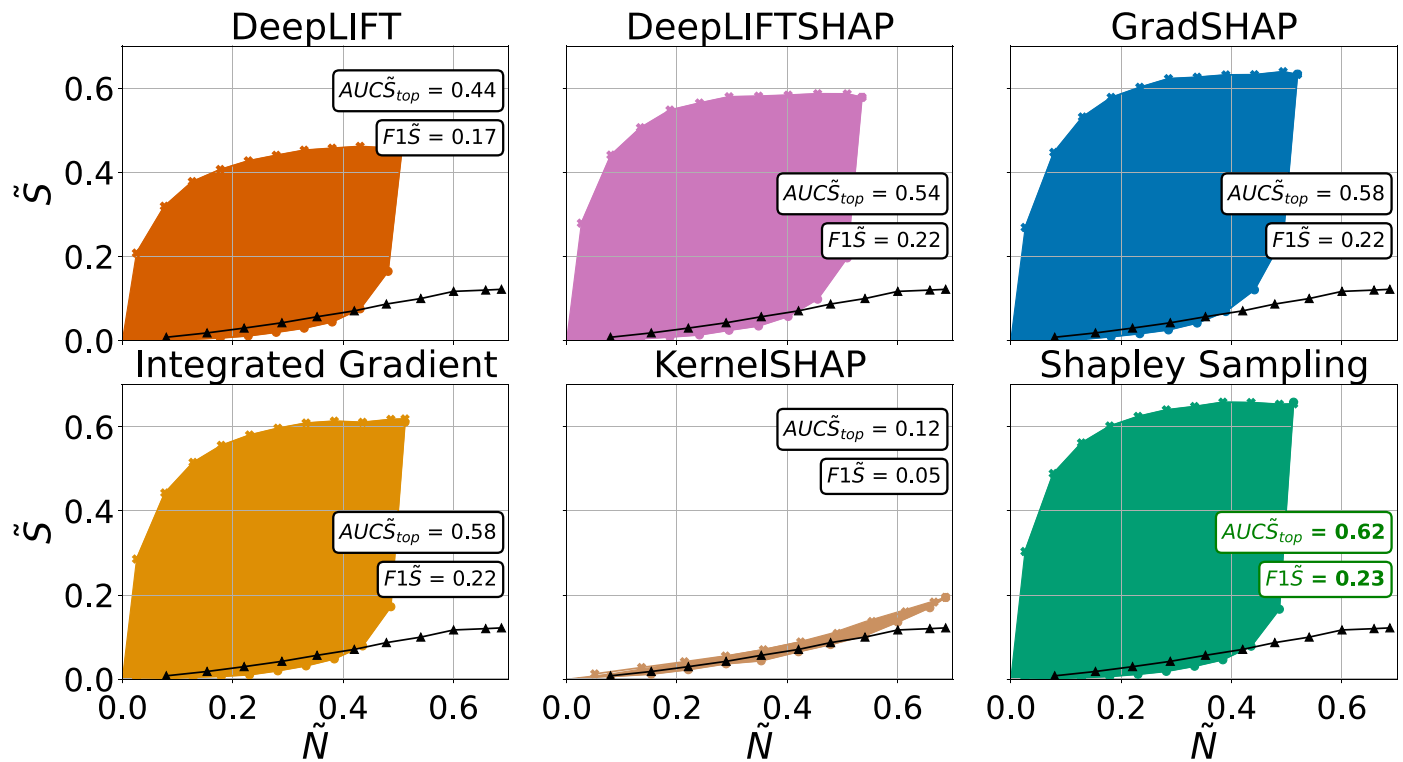 DeepLIFT
DeepLIFTSHAP
GradSHAP
0.6
0.4
0.2
0.0
S̃
AUCS̃top = 0.44
F1S̃ = 0.17
AUCS̃top = 0.54
F1S̃ = 0.22
AUCS̃top = 0.58
F1S̃ = 0.22
Integrated Gradient
KernelSHAP
Shapley Sampling
0.6
0.4
0.2
0.0
S̃
AUCS̃top = 0.58
F1S̃ = 0.22
AUCS̃top = 0.12
F1S̃ = 0.05
AUCS̃top = 0.62
F1S̃ = 0.23
0.0 0.2 0.4 0.6
0.0 0.2 0.4 0.6
0.0 0.2 0.4 0.6
Ñ
Ñ
Ñ